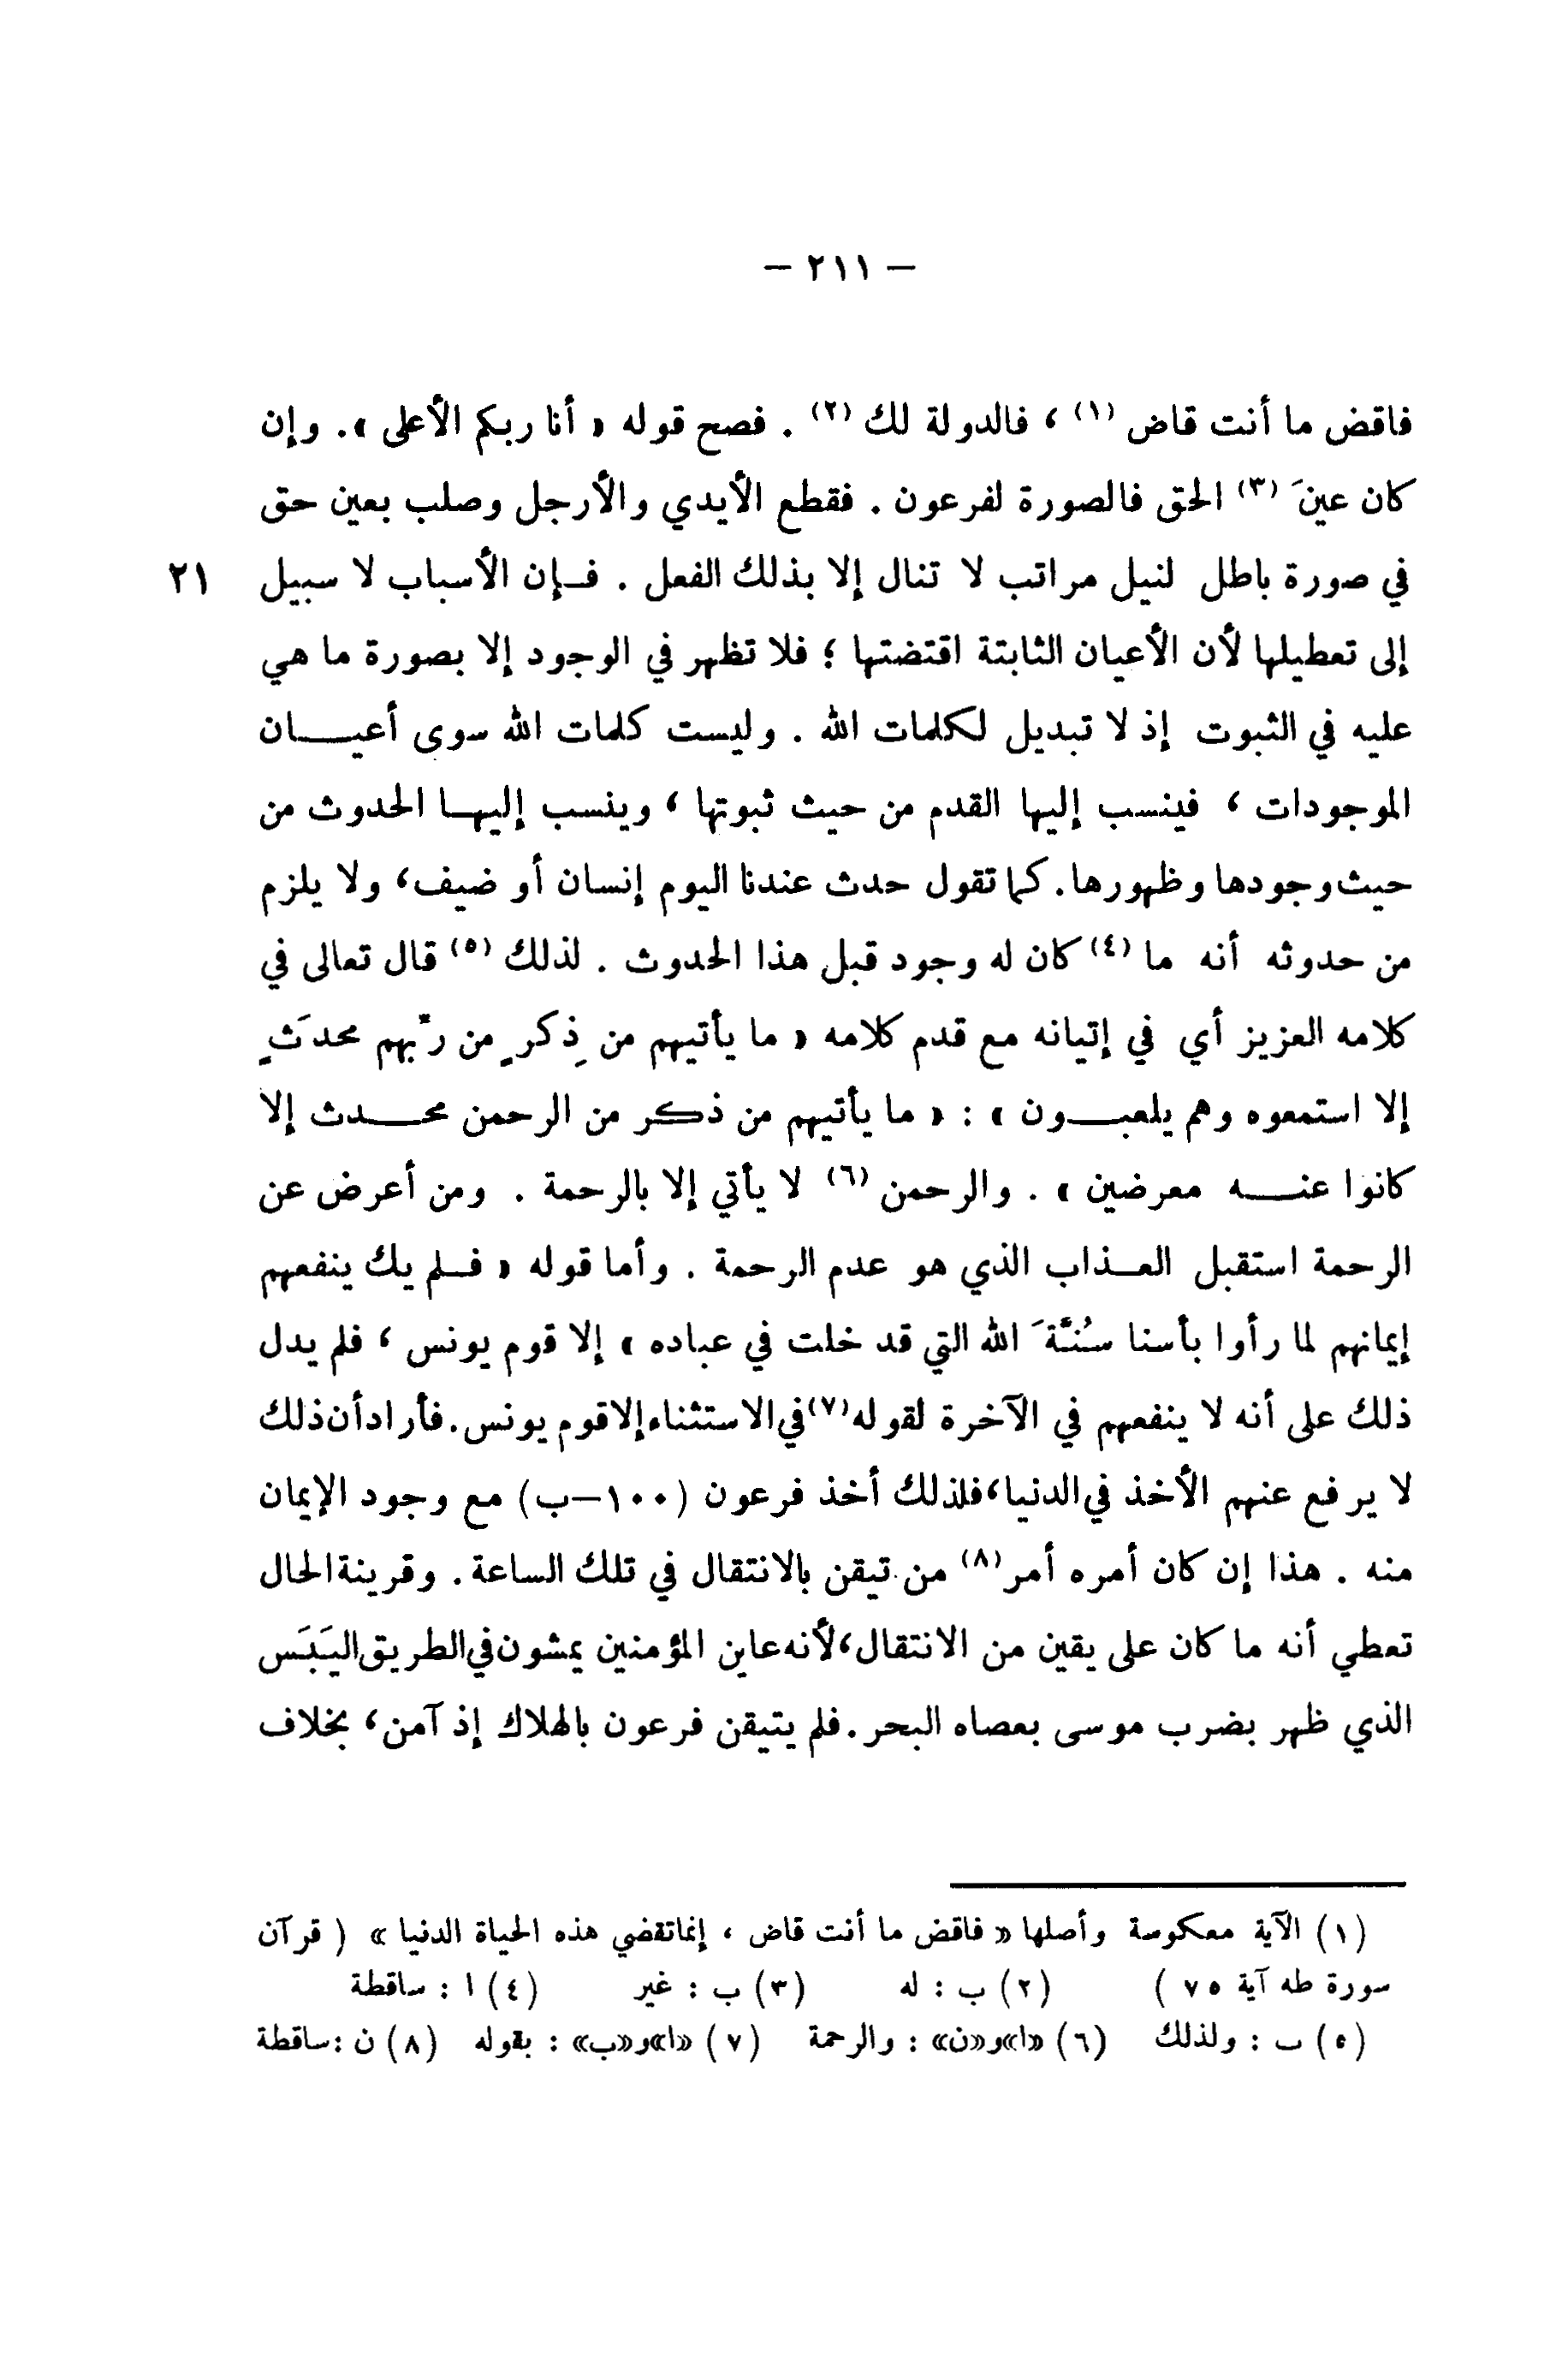 — ٢١١ —
فاقض ما أنت قاض (١) ، فالدولة لك (٢) . فصح قوله « أنا ربكم الأعلى ». وإن
كان عينَ (٣) الحق فالصورة لفرعون . فقطع الأيدي والأرجل وصلب بعين حق
في صورة باطل لنيل مراتب لا تنال إلا بذلك الفعل . فـإن الأسباب لا سبيل ٢١
إلى تعطيلها لأن الأعيان الثابتة اقتضتها ؛ فلا تظهر في الوجود إلا بصورة ما هي
عليه في الثبوت إذ لا تبديل لكلمات الله . وليست كلمات الله سوى أعيـــان
الموجودات ، فينسب إليها القدم من حيث ثبوتها ، وينسب إليهـا الحدوث من
حيث وجودها وظهورها. كما تقول حدث عندنا اليوم إنسان أو ضيف، ولا يلزم
من حدوثه أنه ما (٤) كان له وجود قبل هذا الحدوث . لذلك (٥) قال تعالى في
كلامه العزيز أي في إتيانه مع قدم كلامه « ما يأتيهم من ذِكرٍ من ربّهم محدَثٍ
إلا استمعوه وهم يلعبــون » : « ما يأتيهم من ذكر من الرحمن محـــدث إلا
كانوا عنـــه معرضين » . والرحمن (٦) لا يأتي إلا بالرحمة . ومن أعرض عن
الرحمة استقبل العـذاب الذي هو عدم الرحمة . وأما قوله « فـلم يك ينفعهم
إيمانهم لما رأوا بأسنا سُنَّةَ الله التي قد خلت في عباده » إلا قوم يونس ، فلم يدل
ذلك على أنه لا ينفعهم في الآخرة لقوله (٧) في الاستثناء إلا قوم يونس. فأراد أن ذلك
لا يرفع عنهم الأخذ في الدنيا، فلذلك أخذ فرعون (١٠٠–ب) مع وجود الإيمان
منه . هذا إن كان أمره أمر (٨) من تيقن بالانتقال في تلك الساعة. وقرينة الحال
تعطي أنه ما كان على يقين من الانتقال، لأنه عاين المؤمنين يمشون في الطريق اليَبَس
الذي ظهر بضرب موسى بعصاه البحر. فلم يتيقن فرعون بالهلاك إذ آمن، بخلاف
(١) الآية معكوسة وأصلها « فاقض ما أنت قاض ، إنما تقضي هذه الحياة الدنيا » ( قرآن
سورة طه آية ٧٥ ) (٢) ب : له (٣) ب : غير (٤) ا : ساقطة
(٥) ب : ولذلك (٦) «ا» و«ن» : والرحمة (٧) «ا» و«ب» : بقوله (٨) ن : ساقطة